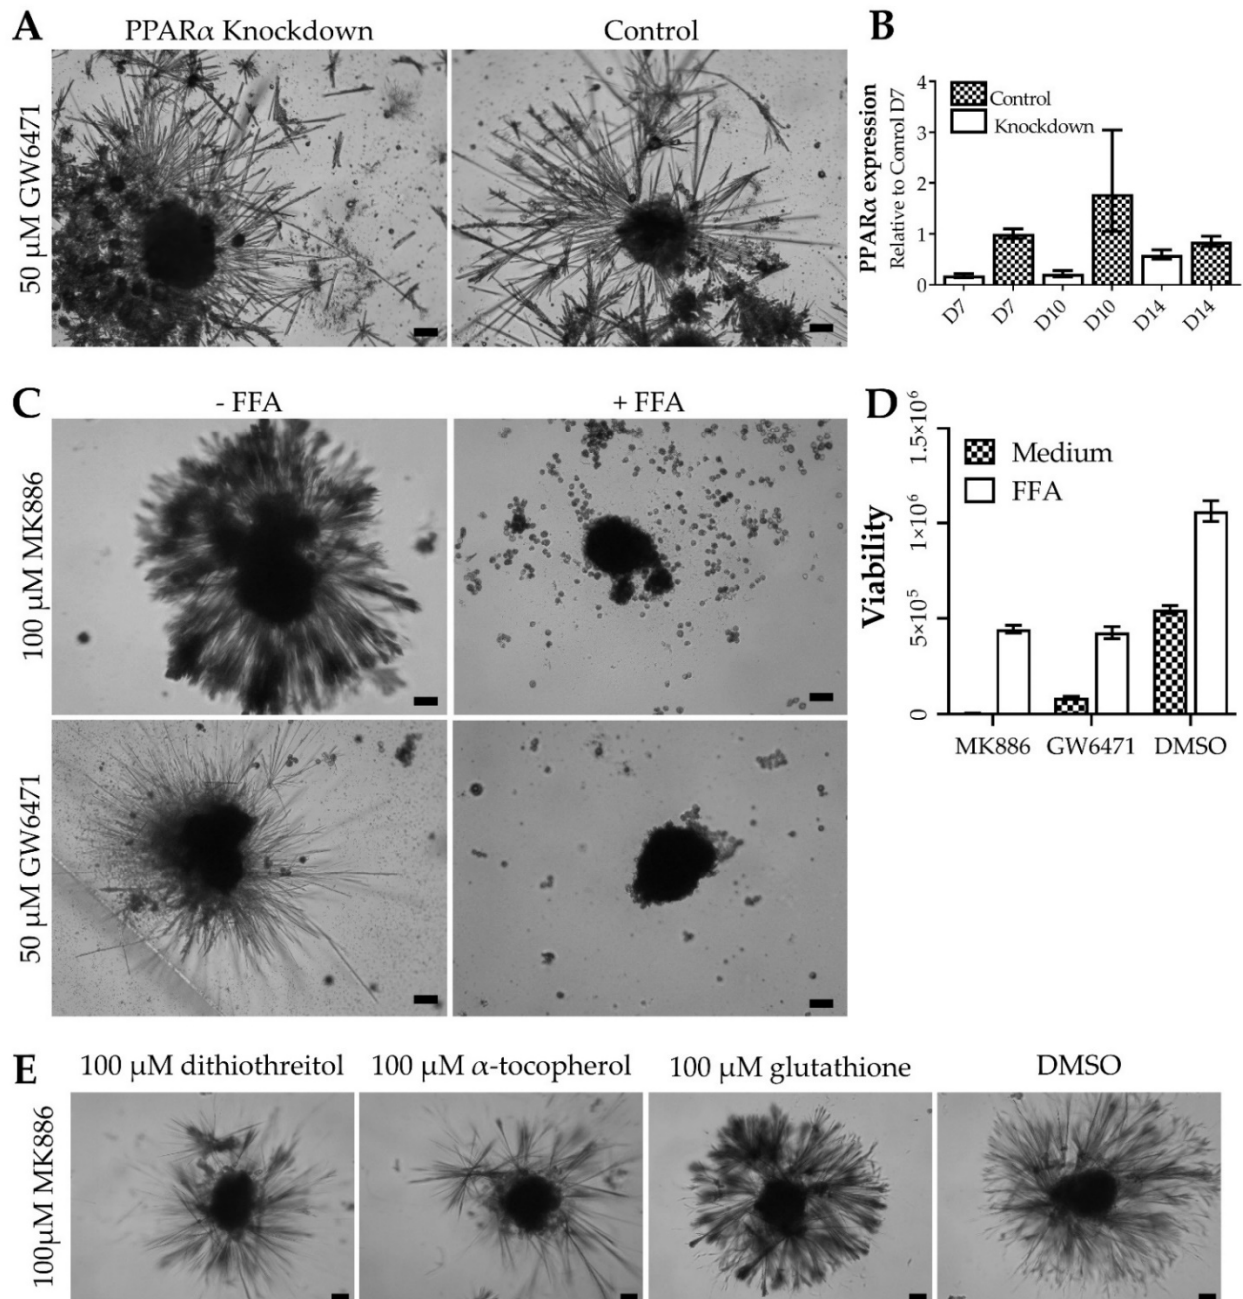 A
PPARα Knockdown
Control
50 µM GW6471
B
PPARα expression
Relative to Control D7
4
3
2
1
0
Control
Knockdown
D7
D7
D10
D10
D14
D14
C
- FFA
+ FFA
100 µM MK886
50 µM GW6471
D
Viability
1.5×10⁶
1×10⁶
5×10⁵
0
Medium
FFA
MK886
GW6471
DMSO
E
100 µM dithiothreitol
100 µM α-tocopherol
100 µM glutathione
DMSO
100µM MK886